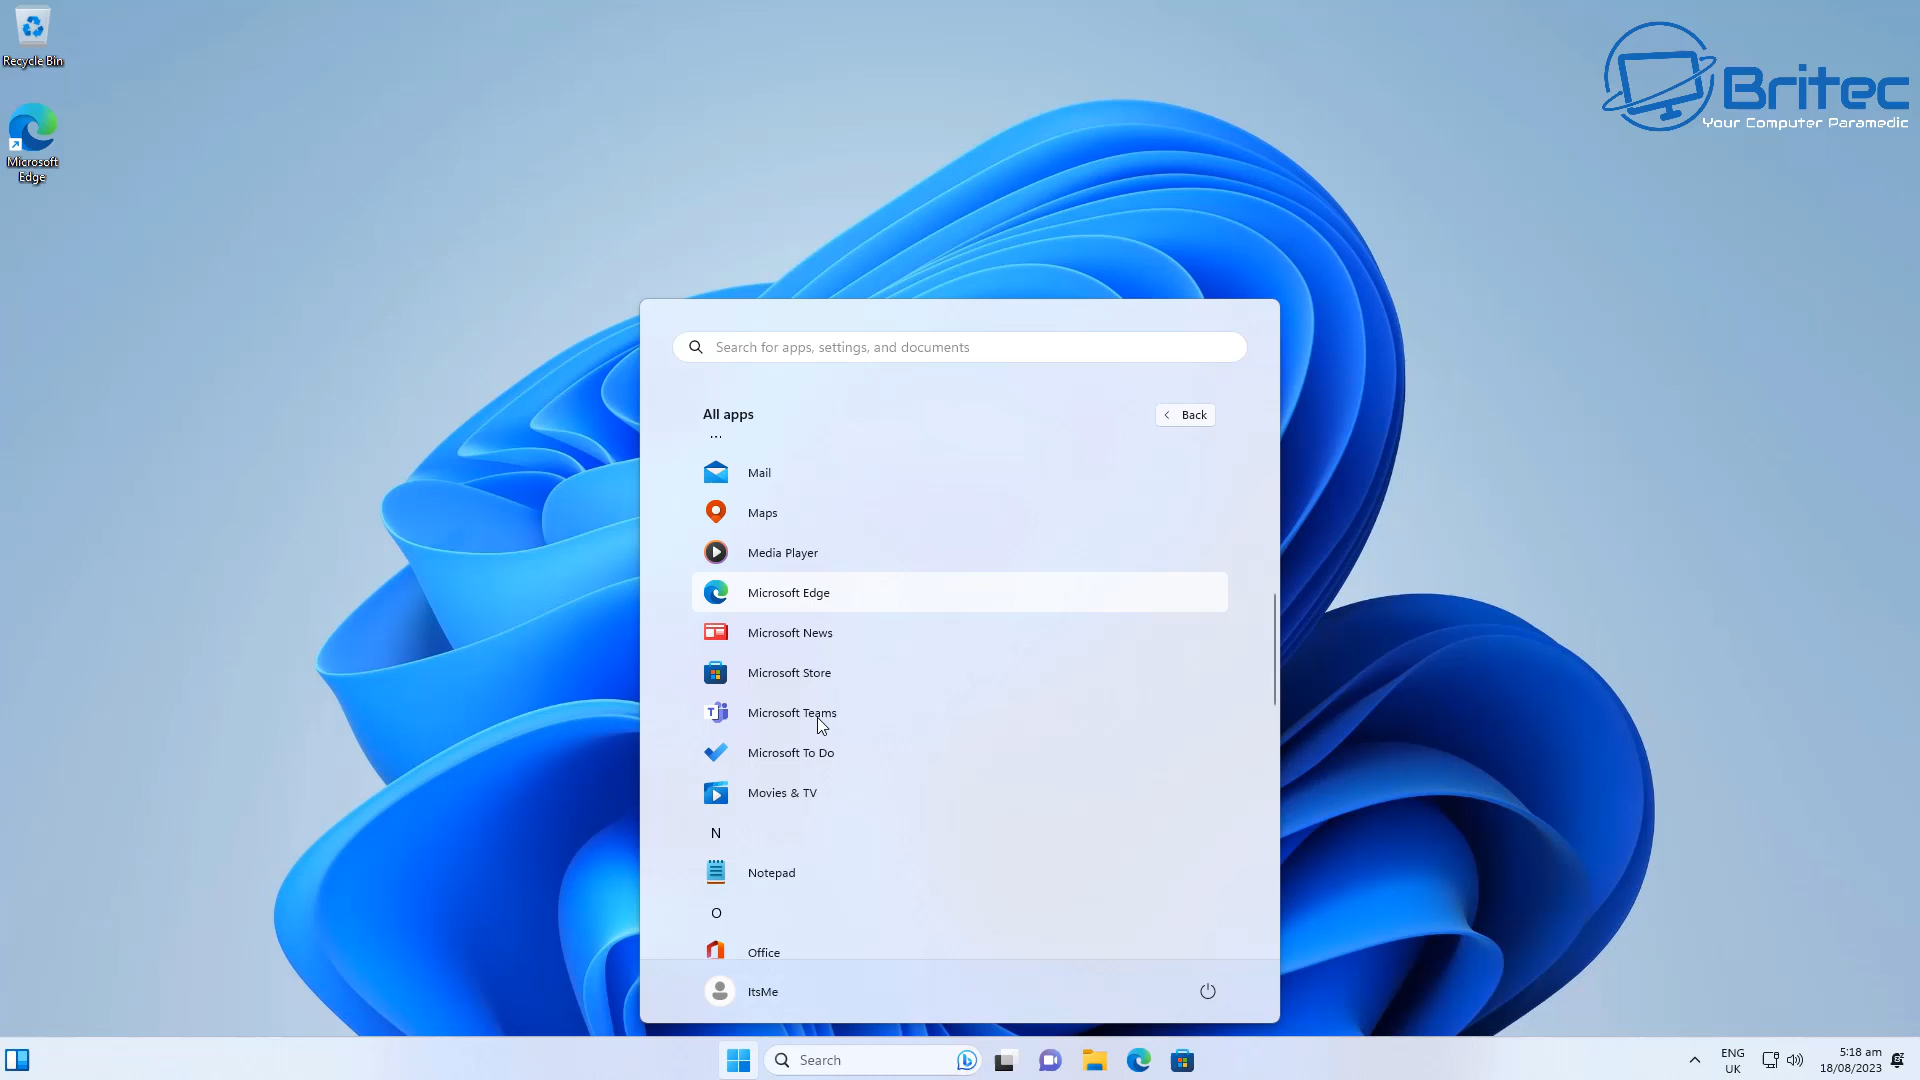 Recycle Bin
Microsoft
Edge
Britec
Your Computer Paramedic
Search for apps, settings, and documents
All apps
Back
Mail
Maps
Media Player
Microsoft Edge
Microsoft News
Microsoft Store
Microsoft Teams
Microsoft To Do
Movies & TV
N
Notepad
O
Office
ItsMe
Search
ENG
UK
5:18 am
18/08/2023